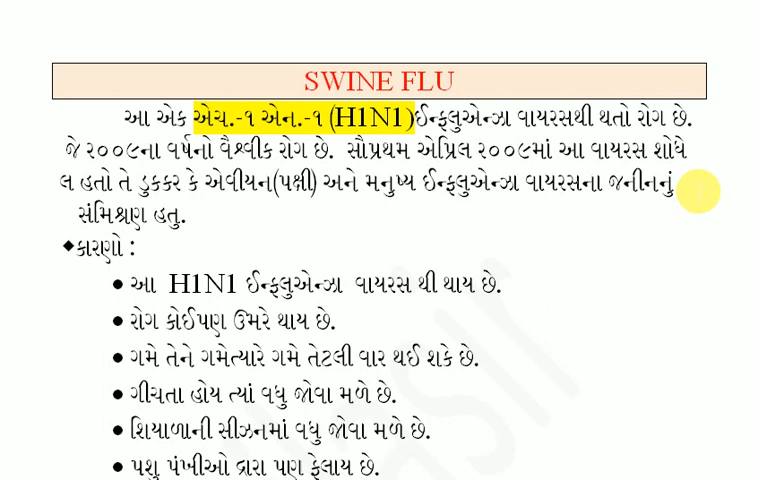 SWINE FLU
આ એક એચ.-૧ એન.-૧ (H1N1)ઈન્ફલુએન્ઝા વાયરસથી થતો રોગ છે.
જે ૨૦૦૯ના વર્ષનો વૈશ્વીક રોગ છે. સૌપ્રથમ એપ્રિલ ૨૦૦૯માં આ વાયરસ શોધે
લ હતો તે ડુકકર કે એવીયન(પક્ષી) અને મનુષ્ય ઈન્ફલુએન્ઝા વાયરસના જનીનનું
સંમિશ્રણ હતુ.
◆કારણો :
• આ H1N1 ઈન્ફલુએન્ઝા વાયરસ થી થાય છે.
• રોગ કોઈપણ ઉમરે થાય છે.
• ગમે તેને ગમેત્યારે ગમે તેટલી વાર થઈ શકે છે.
• ગીચતા હોય ત્યાં વધુ જોવા મળે છે.
• શિયાળાની સીઝનમાં વધુ જોવા મળે છે.
• પશુ પંખીઓ દ્રારા પણ ફેલાય છે.